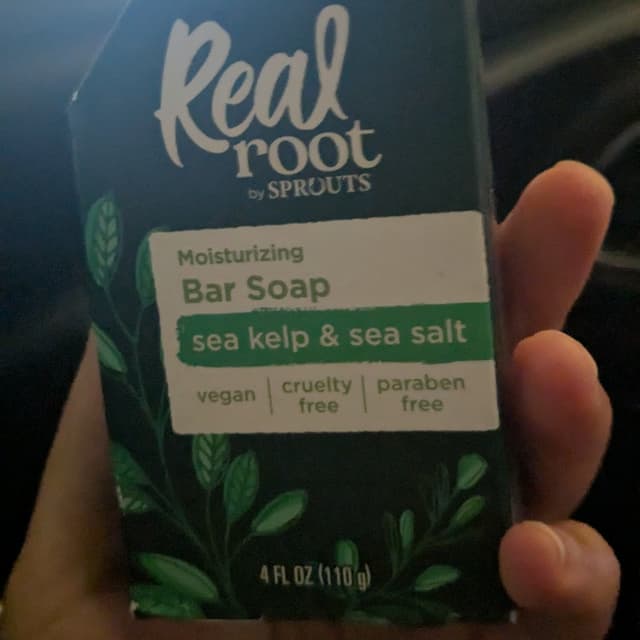 Real
root
by SPROUTS
Moisturizing
Bar Soap
sea kelp & sea salt
vegan | cruelty free | paraben free
4 FL OZ (110 g)